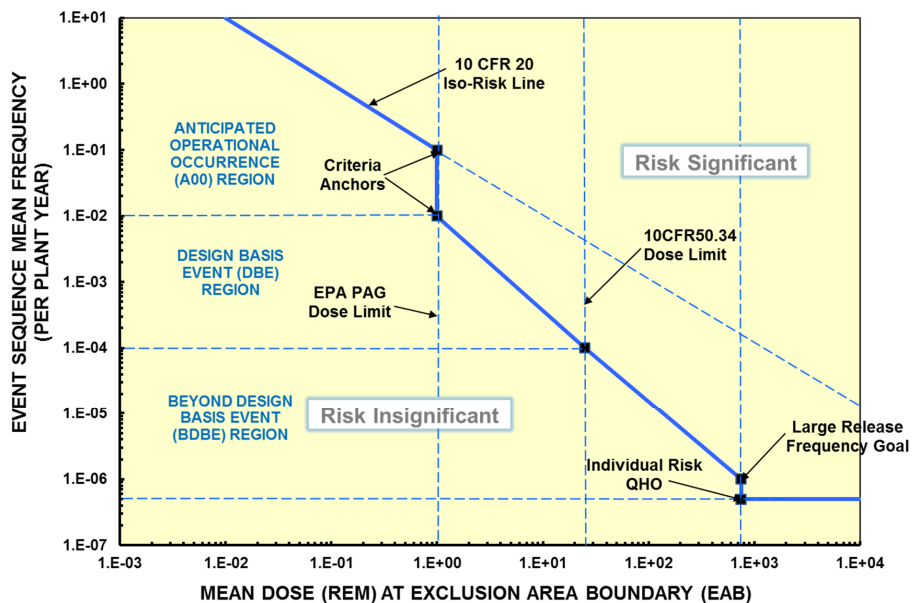 EVENT SEQUENCE MEAN FREQUENCY
(PER PLANT YEAR)
1.E+01
1.E+00
1.E-01
1.E-02
1.E-03
1.E-04
1.E-05
1.E-06
1.E-07
10 CFR 20
Iso-Risk Line
ANTICIPATED
OPERATIONAL
OCCURRENCE
(A00) REGION
Criteria
Anchors
Risk Significant
DESIGN BASIS
EVENT (DBE)
REGION
EPA PAG
Dose Limit
10CFR50.34
Dose Limit
BEYOND DESIGN
BASIS EVENT
(BDBE) REGION
Risk Insignificant
Large Release
Frequency Goal
Individual Risk
QHO
1.E-03
1.E-02
1.E-01
1.E+00
1.E+01
1.E+02
1.E+03
1.E+04
MEAN DOSE (REM) AT EXCLUSION AREA BOUNDARY (EAB)